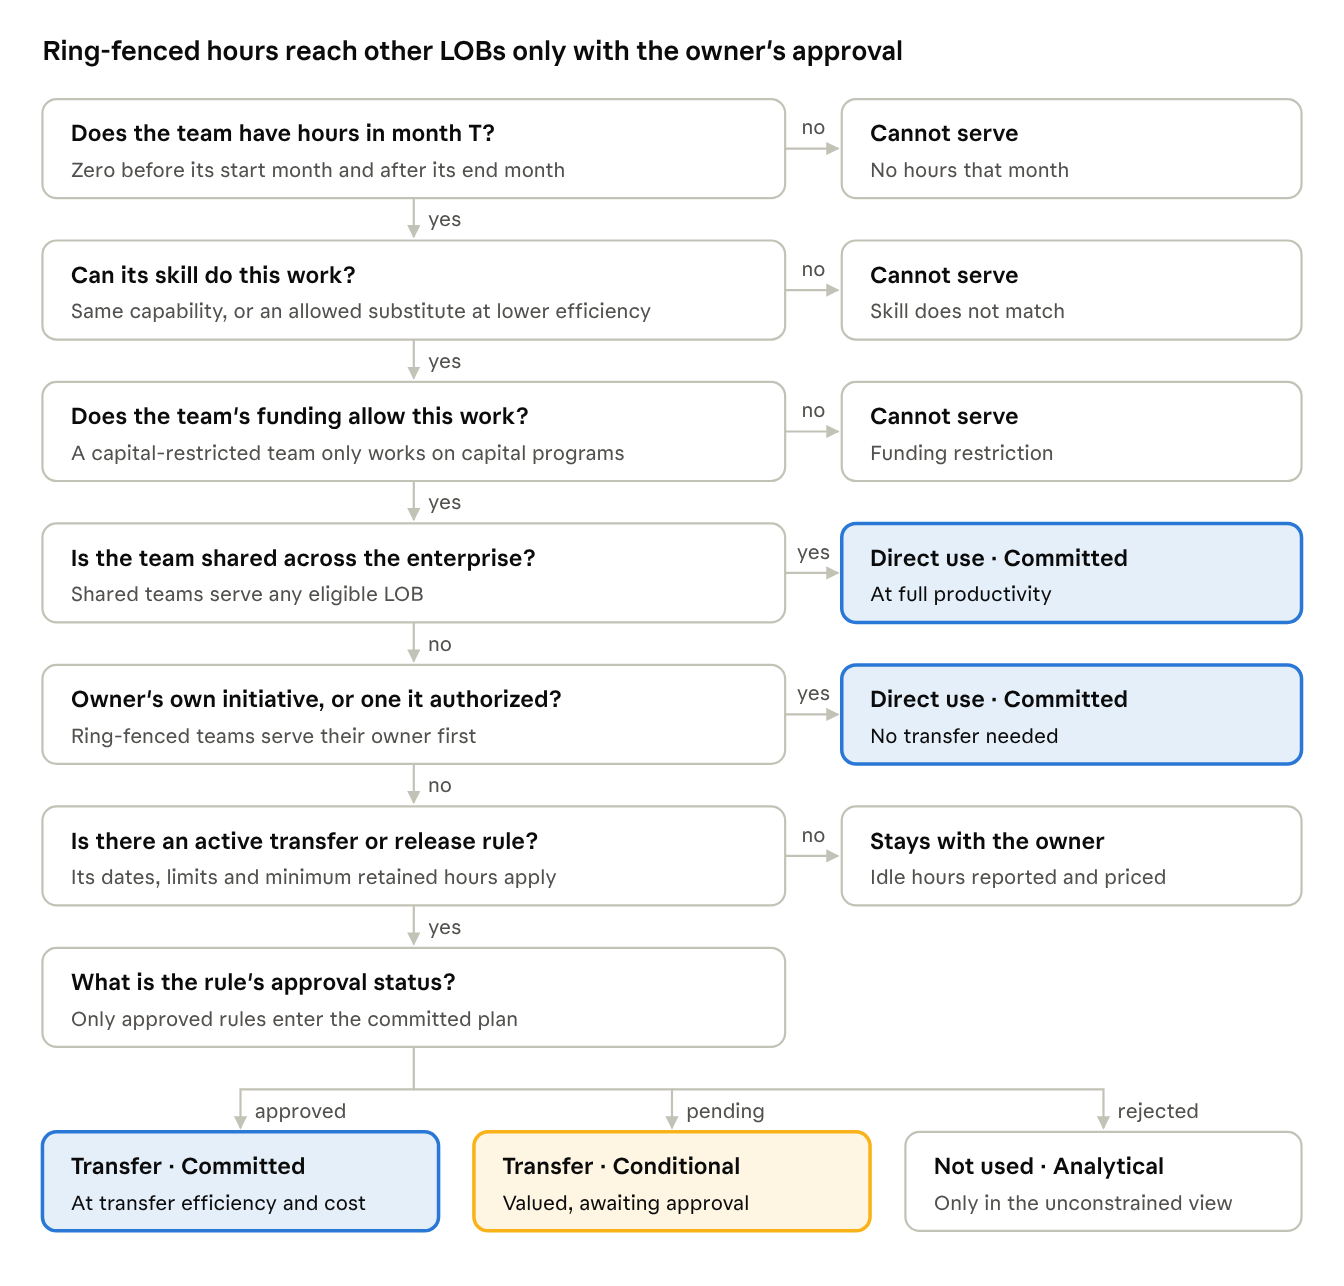 Ring-fenced hours reach other LOBs only with the owner's approval
Does the team have hours in month T?
Zero before its start month and after its end month
no
Cannot serve
No hours that month
yes
Can its skill do this work?
Same capability, or an allowed substitute at lower efficiency
no
Cannot serve
Skill does not match
yes
Does the team's funding allow this work?
A capital-restricted team only works on capital programs
no
Cannot serve
Funding restriction
yes
Is the team shared across the enterprise?
Shared teams serve any eligible LOB
yes
Direct use · Committed
At full productivity
no
Owner's own initiative, or one it authorized?
Ring-fenced teams serve their owner first
yes
Direct use · Committed
No transfer needed
no
Is there an active transfer or release rule?
Its dates, limits and minimum retained hours apply
no
Stays with the owner
Idle hours reported and priced
yes
What is the rule's approval status?
Only approved rules enter the committed plan
approved
Transfer · Committed
At transfer efficiency and cost
pending
Transfer · Conditional
Valued, awaiting approval
rejected
Not used · Analytical
Only in the unconstrained view